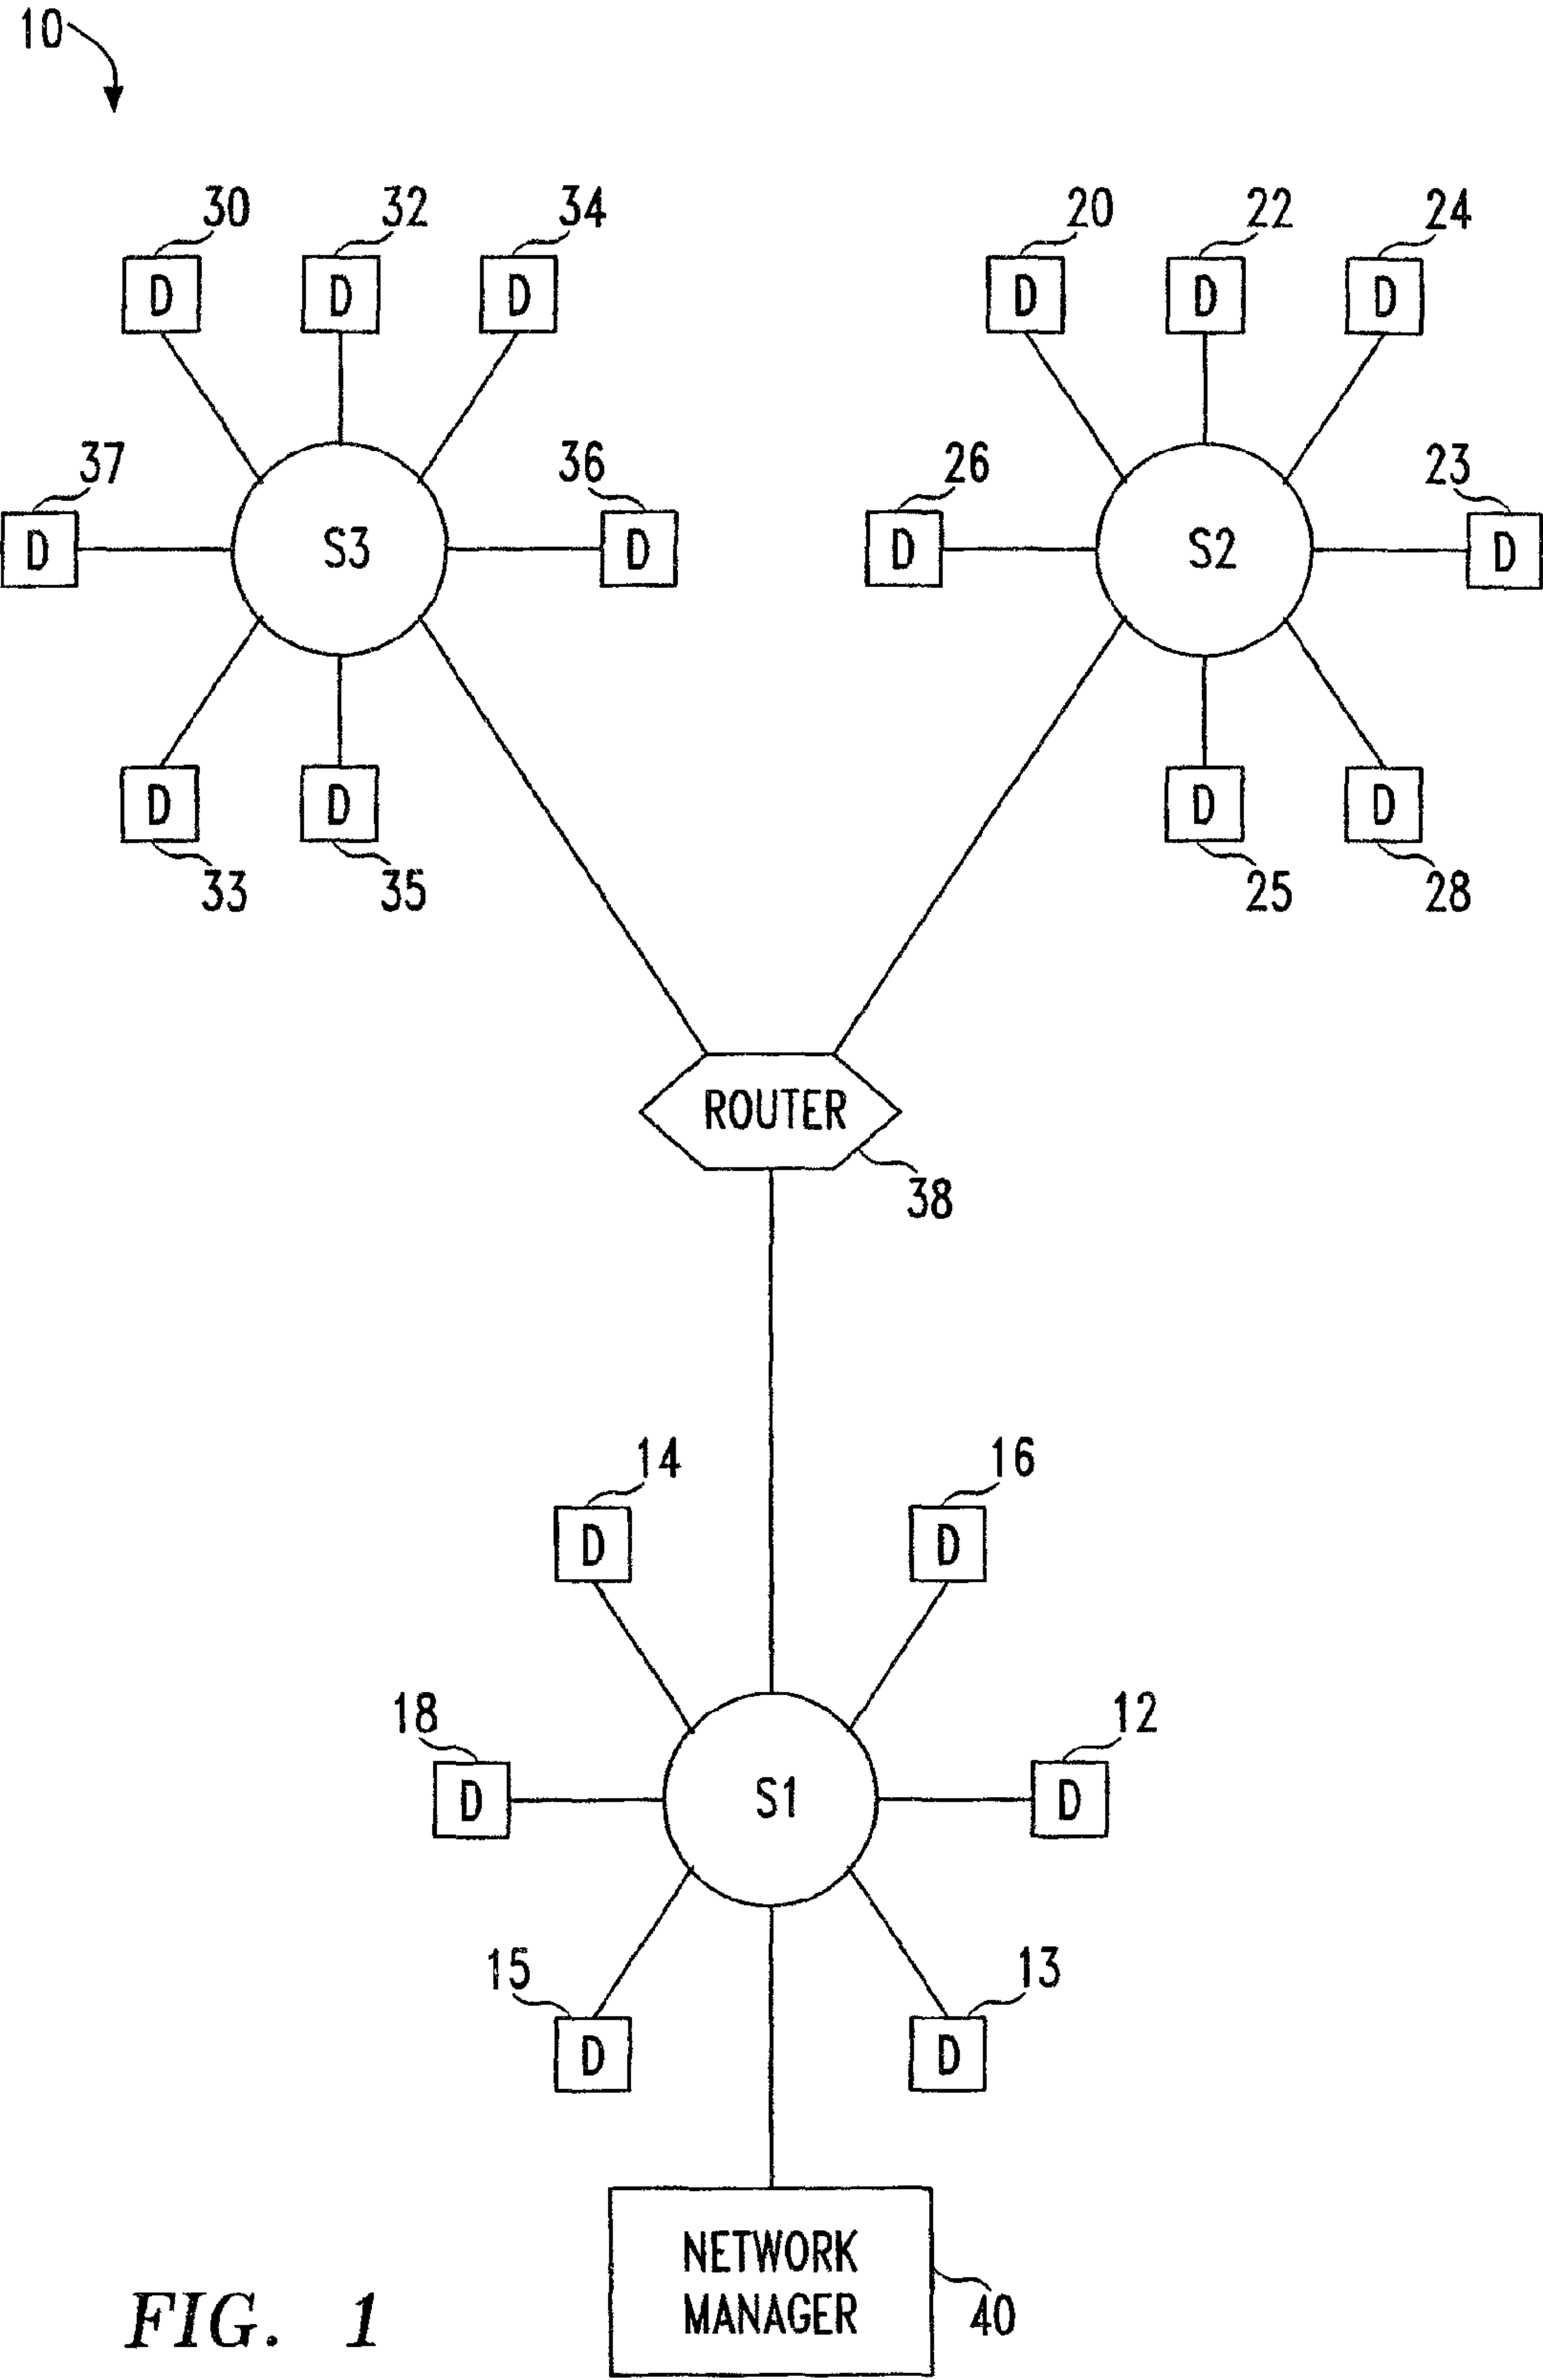 10
30 32 34 20 22 24
D D D D D D
37 36 26 23
D S3 D D S2 D
D D D D
33 35 25 28
ROUTER
38
14 16
D D
18 12
D S1 D
15 13
D D
NETWORK
MANAGER
40
FIG. 1